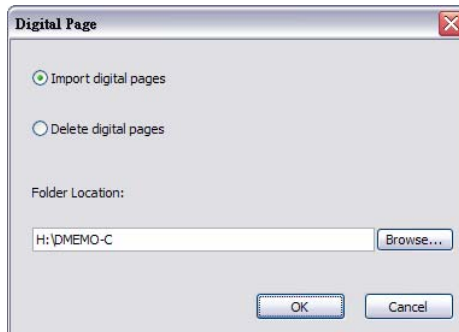 Digital Page
Import digital pages
Delete digital pages
Folder Location:
H:\DMEMO-C
Browse...
OK
Cancel